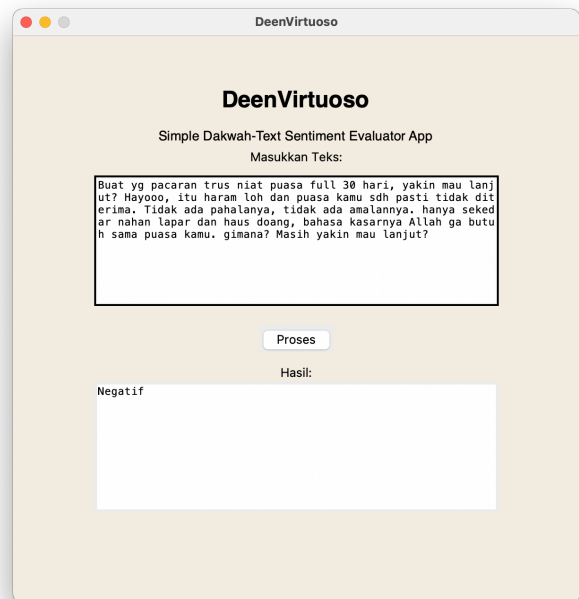 DeenVirtuoso
DeenVirtuoso
Simple Dakwah-Text Sentiment Evaluator App
Masukkan Teks:
Buat yg pacaran trus niat puasa full 30 hari, yakin mau lanj
ut? Hayooo, itu haram loh dan puasa kamu sdh pasti tidak dit
erima. Tidak ada pahalanya, tidak ada amalannya. hanya seked
ar nahan lapar dan haus doang, bahasa kasarnya Allah ga butu
h sama puasa kamu. gimana? Masih yakin mau lanjut?
Proses
Hasil:
Negatif